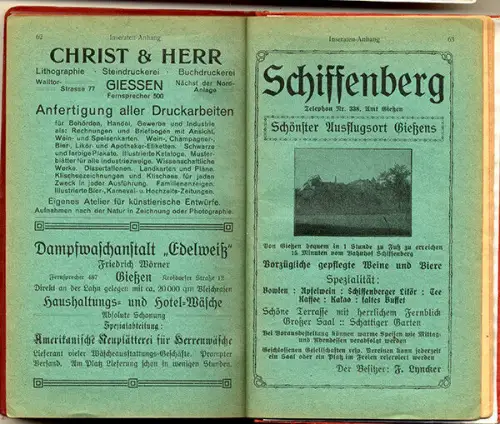 62 Inseraten-Anhang
CHRIST & HERR
Lithographie · Steindruckerei · Buchdruckerei
Walltor-Strasse 77 GIESSEN Nächst der Nord-Anlage
Fernsprecher 500
Anfertigung aller Druckarbeiten
für Behörden, Handel, Gewerbe und Industrie
als: Rechnungen und Briefbogen mit Ansicht,
Wein- und Speisenkarten. Wein-, Champagner-,
Bier-, Likör- und Apotheker-Etiketten. Schwarze
und farbige Plakate. Illustrierte Kataloge. Muster-
blätter für alle Industriezweige. Wissenschaftliche
Werke. Dissertationen. Landkarten und Pläne.
Klischeezeichnungen und Klischees für jeden
Zweck in jeder Ausführung. Familienanzeigen.
Illustrierte Bier-, Karneval- u. Hochzeits-Zeitungen.
Eigenes Atelier für künstlerische Entwürfe.
Aufnahmen nach der Natur in Zeichnung oder Photographie.
Dampfwaschanstalt „Edelweiß"
Friedrich Wörner
Fernsprecher 487 Gießen Krofdorfer Straße 12
Direkt an der Lahn gelegen mit ca. 20000 qm Bleichrasen
Haushaltungs- und Hotel-Wäsche
Absolute Schonung
Spezialabteilung:
Amerikanische Neuplätterei für Herrenwäsche
Lieferant vieler Wäscheausstattungs-Geschäfte. Prompter
Versand. Am Platz Lieferung schon in wenigen Stunden.
Inseraten-Anhang 63
Schiffenberg
Telephon Nr. 338, Amt Gießen
Schönster Ausflugsort Gießens
Von Gießen bequem in 1 Stunde zu Fuß zu erreichen
15 Minuten vom Bahnhof Schiffenberg
Vorzügliche gepflegte Weine und Biere
Spezialität:
Bowlen : Apfelwein : Schiffenberger Likör : Tee
Kaffee : Kakao : kaltes Buffet
Schöne Terrasse mit herrlichem Fernblick
Großer Saal :: Schattiger Garten
Bei Vorausbestellung können warme Speisen wie Mittag-
und Abendessen verabfolgt werden
Geschlossenen Gesellschaften resp. Vereinen kann jederzeit
ein Saal oder ein Platz im Freien reserviert werden
Der Besitzer: F. Lyncker